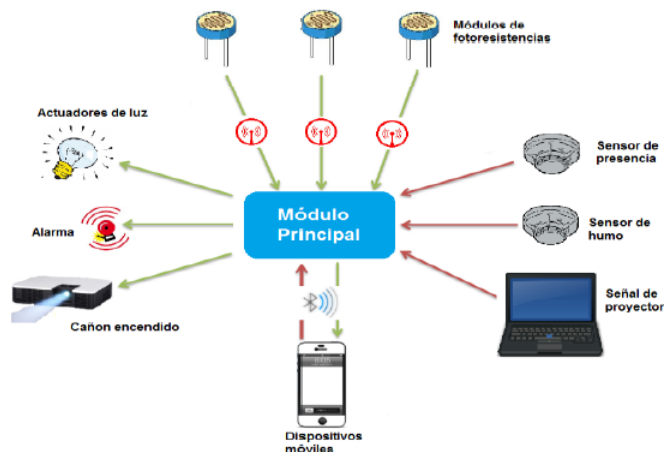 Módulos de
fotoresistencias
Actuadores de luz
Sensor de
presencia
Módulo
Principal
Alarma
Sensor de
humo
Cañon encendido
Señal de
proyector
Dispositivos
móviles